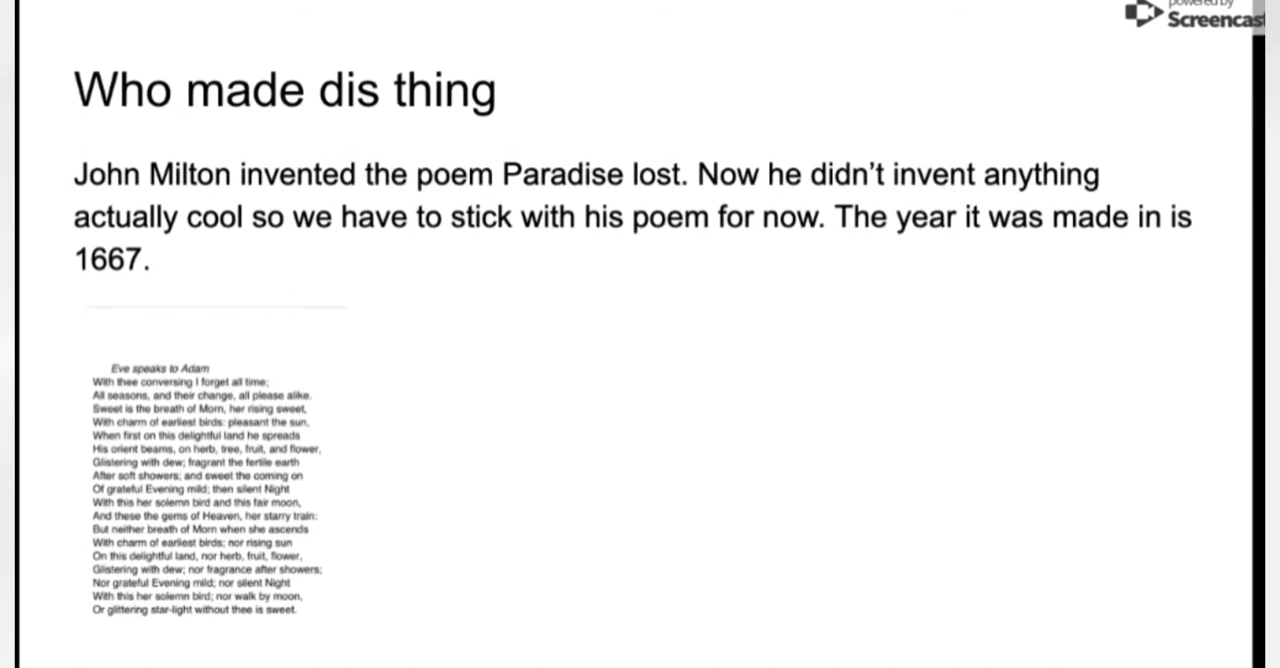 powered by
Screencast
Who made dis thing
John Milton invented the poem Paradise lost. Now he didn’t invent anything
actually cool so we have to stick with his poem for now. The year it was made in is
1667.
Eve speaks to Adam
With thee conversing I forget all time;
All seasons, and their change, all please alike.
Sweet is the breath of Morn, her rising sweet,
With charm of earliest birds: pleasant the sun,
When first on this delightful land he spreads
His orient beams, on herb, tree, fruit, and flower,
Glistering with dew; fragrant the fertile earth
After soft showers; and sweet the coming on
Of grateful Evening mild; then silent Night
With this her solemn bird and this fair moon,
And these the gems of Heaven, her starry train:
But neither breath of Morn when she ascends
With charm of earliest birds; nor rising sun
On this delightful land, nor herb, fruit, flower,
Glistering with dew; nor fragrance after showers;
Nor grateful Evening mild; nor silent Night
With this her solemn bird; nor walk by moon,
Or glittering star-light without thee is sweet.